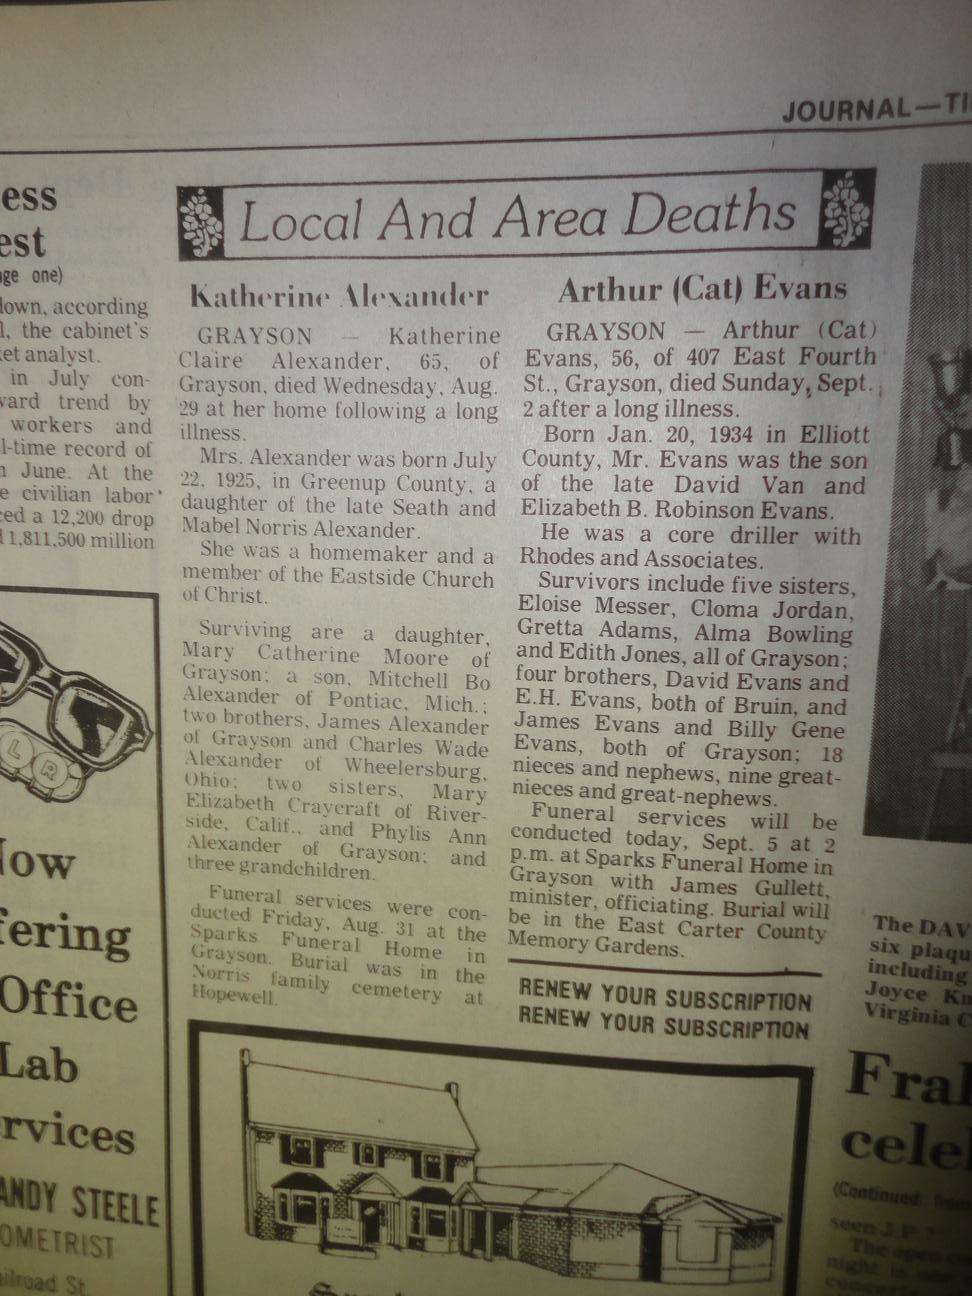 JOURNAL—TI
ess
est
ge one)
down, according
l, the cabinet's
ket analyst.
in July con-
ward trend by
workers and
l-time record of
n June. At the
e civilian labor
ced a 12,200 drop
1,811,500 million
Local And Area Deaths
Katherine Alexander
GRAYSON — Katherine
Claire Alexander, 65, of
Grayson, died Wednesday, Aug.
29 at her home following a long
illness.
Mrs. Alexander was born July
22, 1925, in Greenup County, a
daughter of the late Seath and
Mabel Norris Alexander.
She was a homemaker and a
member of the Eastside Church
of Christ.
Surviving are a daughter,
Mary Catherine Moore of
Grayson; a son, Mitchell Bo
Alexander of Pontiac, Mich.;
two brothers, James Alexander
of Grayson and Charles Wade
Alexander of Wheelersburg,
Ohio; two sisters, Mary
Elizabeth Craycraft of River-
side, Calif., and Phylis Ann
Alexander of Grayson; and
three grandchildren.
Funeral services were con-
ducted Friday, Aug. 31 at the
Sparks Funeral Home in
Grayson. Burial was in the
Norris family cemetery at
Hopewell.
Arthur (Cat) Evans
GRAYSON — Arthur (Cat)
Evans, 56, of 407 East Fourth
St., Grayson, died Sunday, Sept.
2 after a long illness.
Born Jan. 20, 1934 in Elliott
County, Mr. Evans was the son
of the late David Van and
Elizabeth B. Robinson Evans.
He was a core driller with
Rhodes and Associates.
Survivors include five sisters,
Eloise Messer, Cloma Jordan,
Gretta Adams, Alma Bowling
and Edith Jones, all of Grayson;
four brothers, David Evans and
E.H. Evans, both of Bruin, and
James Evans and Billy Gene
Evans, both of Grayson; 18
nieces and nephews, nine great-
nieces and great-nephews.
Funeral services will be
conducted today, Sept. 5 at 2
p.m. at Sparks Funeral Home in
Grayson with James Gullett,
minister, officiating. Burial will
be in the East Carter County
Memory Gardens.
RENEW YOUR SUBSCRIPTION
RENEW YOUR SUBSCRIPTION
L R
Now
fering
Office
Lab
rvices
ANDY STEELE
OMETRIST
ailroad St.
The DAV
six plaqu
including
Joyce Kn
Virginia C
Fral
cele
(Continued from
seen J.P.
The open